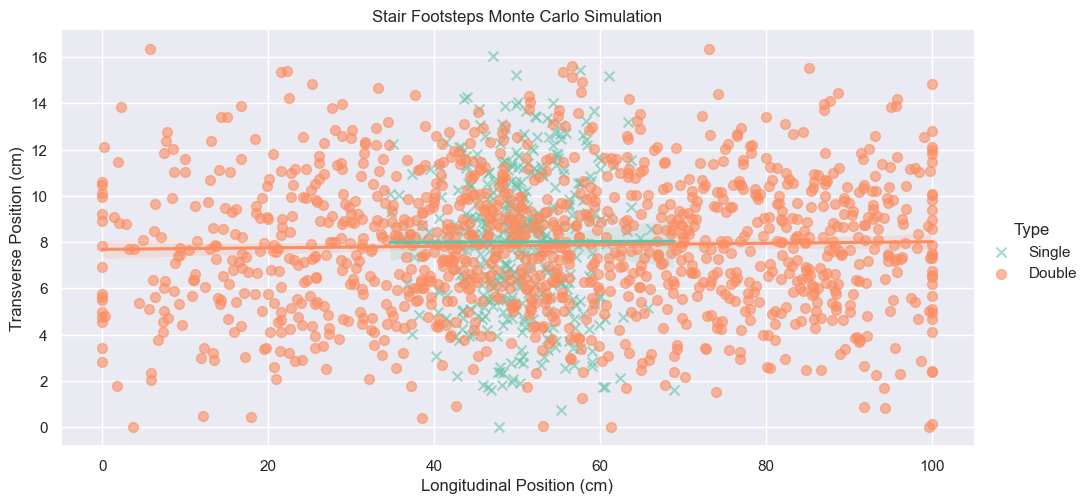 Stair Footsteps Monte Carlo Simulation
Transverse Position (cm)
16
14
12
10
8
6
4
2
0
0 20 40 60 80 100
Longitudinal Position (cm)
Type
Single
Double